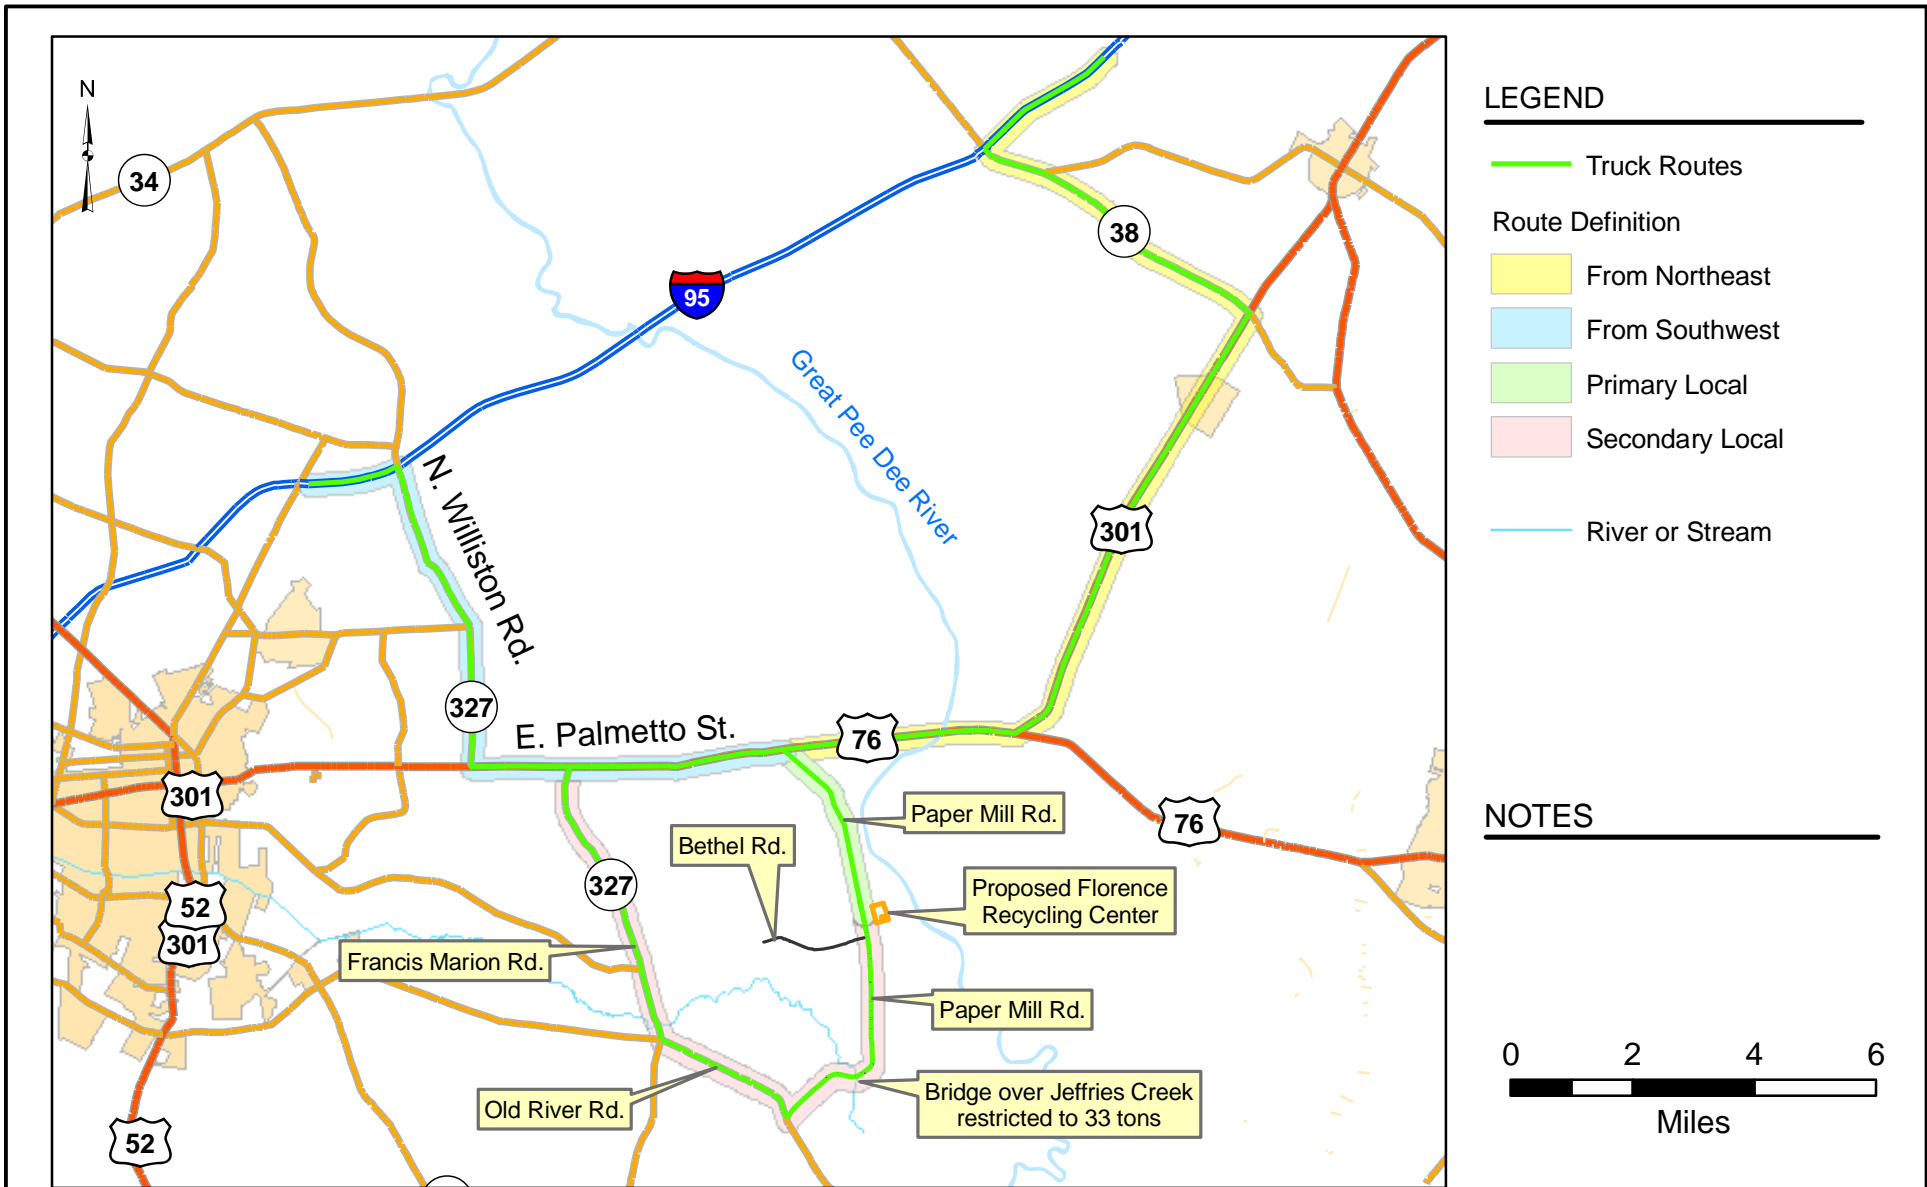 N
34
95
38
Great Pee Dee River
N. Williston Rd.
301
327
E. Palmetto St.
76
301
76
Paper Mill Rd.
Bethel Rd.
327
Proposed Florence
Recycling Center
52
301
Francis Marion Rd.
Paper Mill Rd.
Old River Rd.
Bridge over Jeffries Creek
restricted to 33 tons
52
LEGEND
Truck Routes
Route Definition
From Northeast
From Southwest
Primary Local
Secondary Local
River or Stream
NOTES
0 2 4 6
Miles